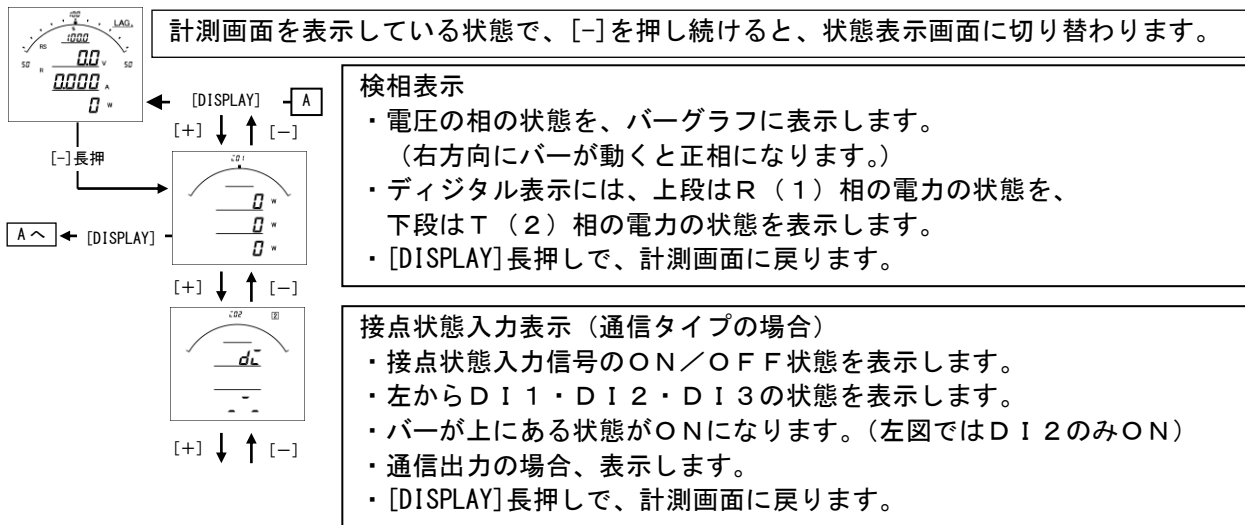 計測画面を表示している状態で、[-]を押し続けると、状態表示画面に切り替わります。
100
%
LAG
100.0
RS
50
0.0 V
50
R
0.000 A
0 W
[DISPLAY]
A
[+]
[-]
[-]長押
検相表示
・電圧の相の状態を、バーグラフに表示します。
（右方向にバーが動くと正相になります。）
・ディジタル表示には、上段はR（1）相の電力の状態を、
下段はT（2）相の電力の状態を表示します。
・[DISPLAY]長押しで、計測画面に戻ります。
0 W
0 W
0 W
Aへ
[DISPLAY]
[+]
[-]
接点状態入力表示（通信タイプの場合）
・接点状態入力信号のON／OFF状態を表示します。
・左からDI1・DI2・DI3の状態を表示します。
・バーが上にある状態がONになります。（左図ではDI2のみON）
・通信出力の場合、表示します。
・[DISPLAY]長押しで、計測画面に戻ります。
di
[+]
[-]